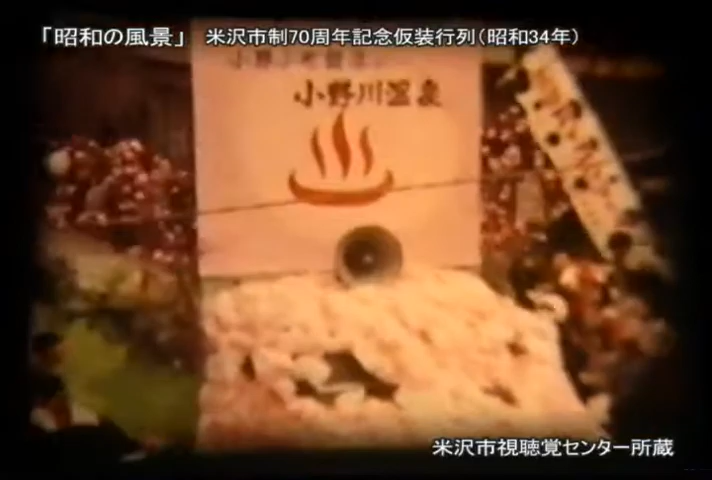 「昭和の風景」 米沢市制70周年記念仮装行列(昭和34年)
小野川温泉
米沢市視聴覚センター所蔵